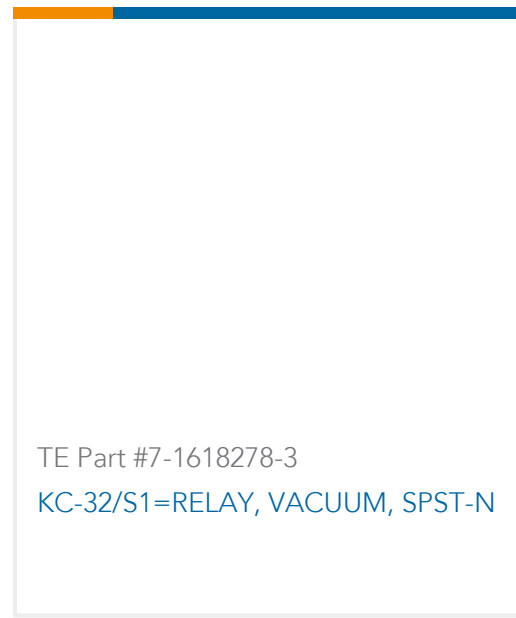 TE Part #7-1618278-3
KC-32/S1=RELAY, VACUUM, SPST-N